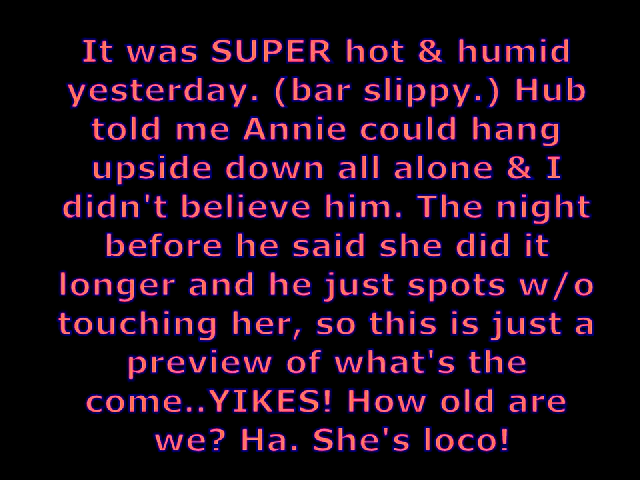 It was SUPER hot & humid
yesterday. (bar slippy.) Hub
told me Annie could hang
upside down all alone & I
didn't believe him. The night
before he said she did it
longer and he just spots w/o
touching her, so this is just a
preview of what's the
come..YIKES! How old are
we? Ha. She's loco!